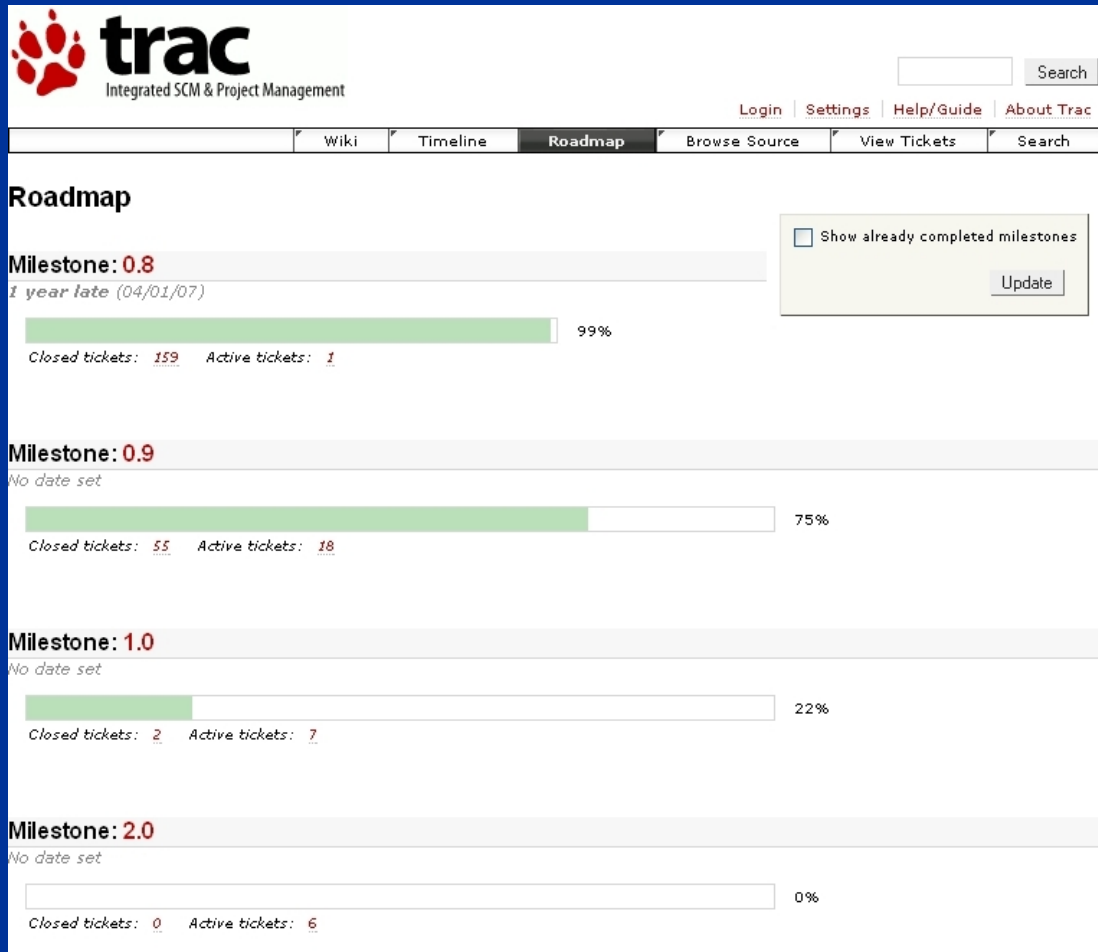 trac
Integrated SCM & Project Management
Search
Login Settings Help/Guide About Trac
Wiki Timeline Roadmap Browse Source View Tickets Search
Roadmap
Show already completed milestones
Update
Milestone: 0.8
1 year late (04/01/07)
99%
Closed tickets: 159 Active tickets: 1
Milestone: 0.9
No date set
75%
Closed tickets: 55 Active tickets: 18
Milestone: 1.0
No date set
22%
Closed tickets: 2 Active tickets: 7
Milestone: 2.0
No date set
0%
Closed tickets: 0 Active tickets: 6